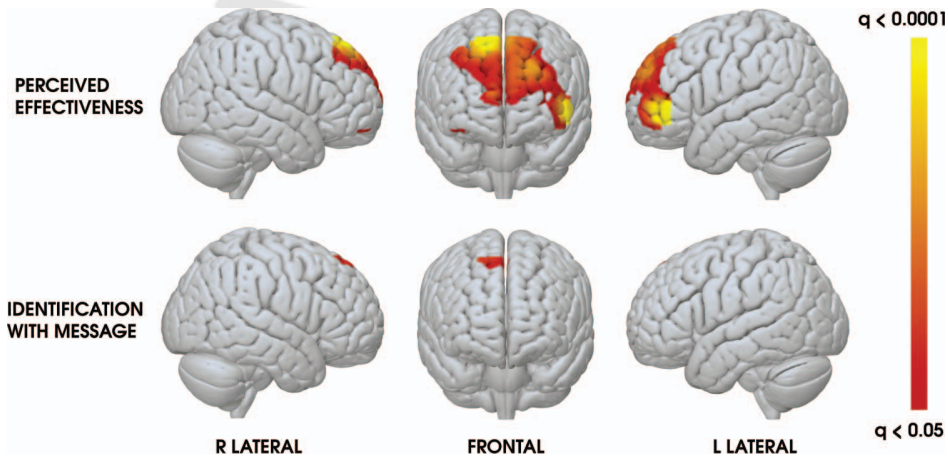 q < 0.0001
PERCEIVED
EFFECTIVENESS
IDENTIFICATION
WITH MESSAGE
q < 0.05
R LATERAL
FRONTAL
L LATERAL